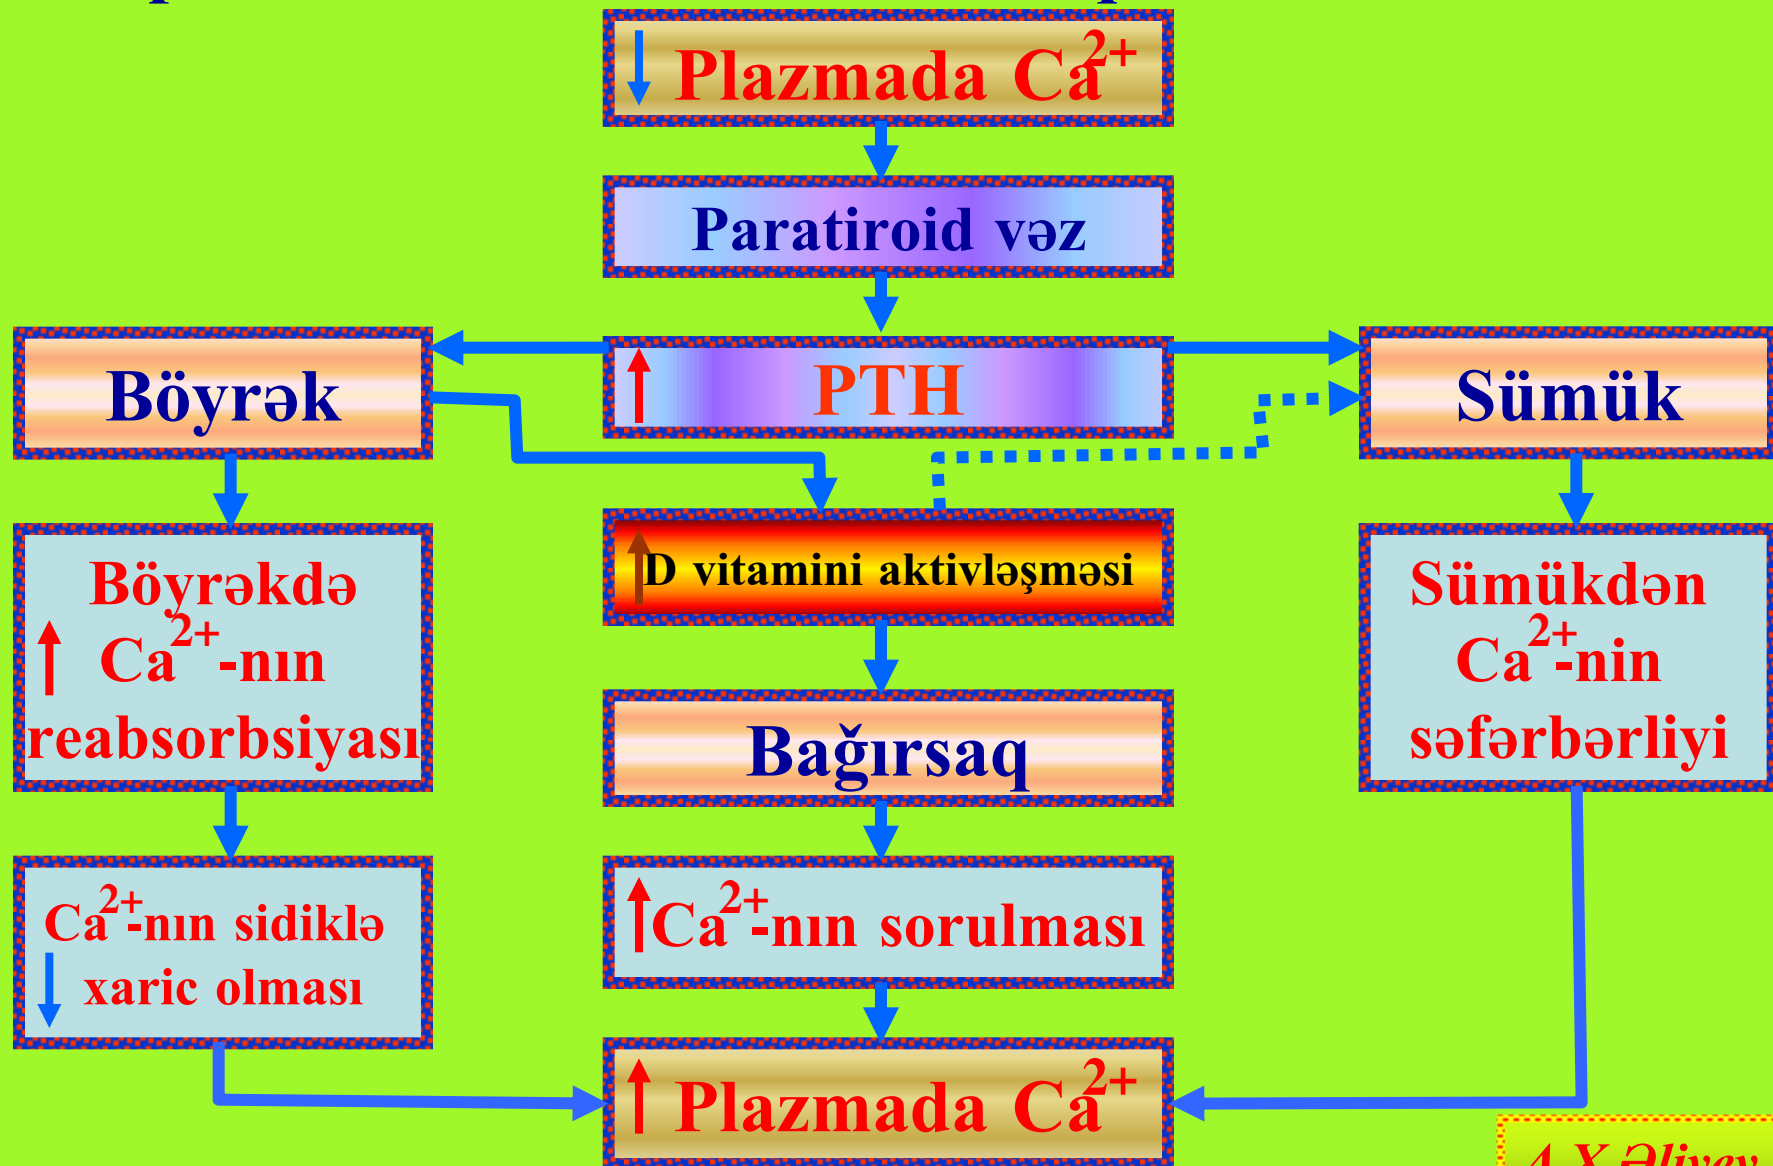 Plazmada Ca2+
Paratiroid vəz
Böyrək
PTH
Sümük
D vitamini aktivləşməsi
Böyrəkdə
Ca2+-nın
reabsorbsiyası
Sümükdən
Ca2+-nin
səfərbərliyi
Bağırsaq
Ca2+-nın sidiklə
xaric olması
Ca2+-nın sorulması
Plazmada Ca2+
A.X.Əliyev